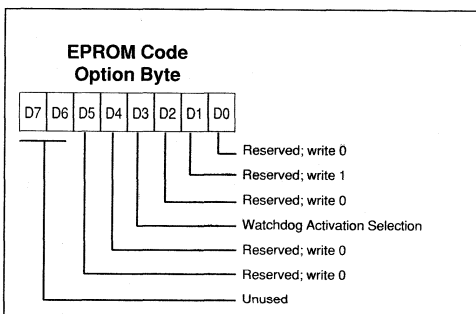 EPROM Code
Option Byte
D7 D6 D5 D4 D3 D2 D1 D0
Reserved; write 0
Reserved; write 1
Reserved; write 0
Watchdog Activation Selection
Reserved; write 0
Reserved; write 0
Unused